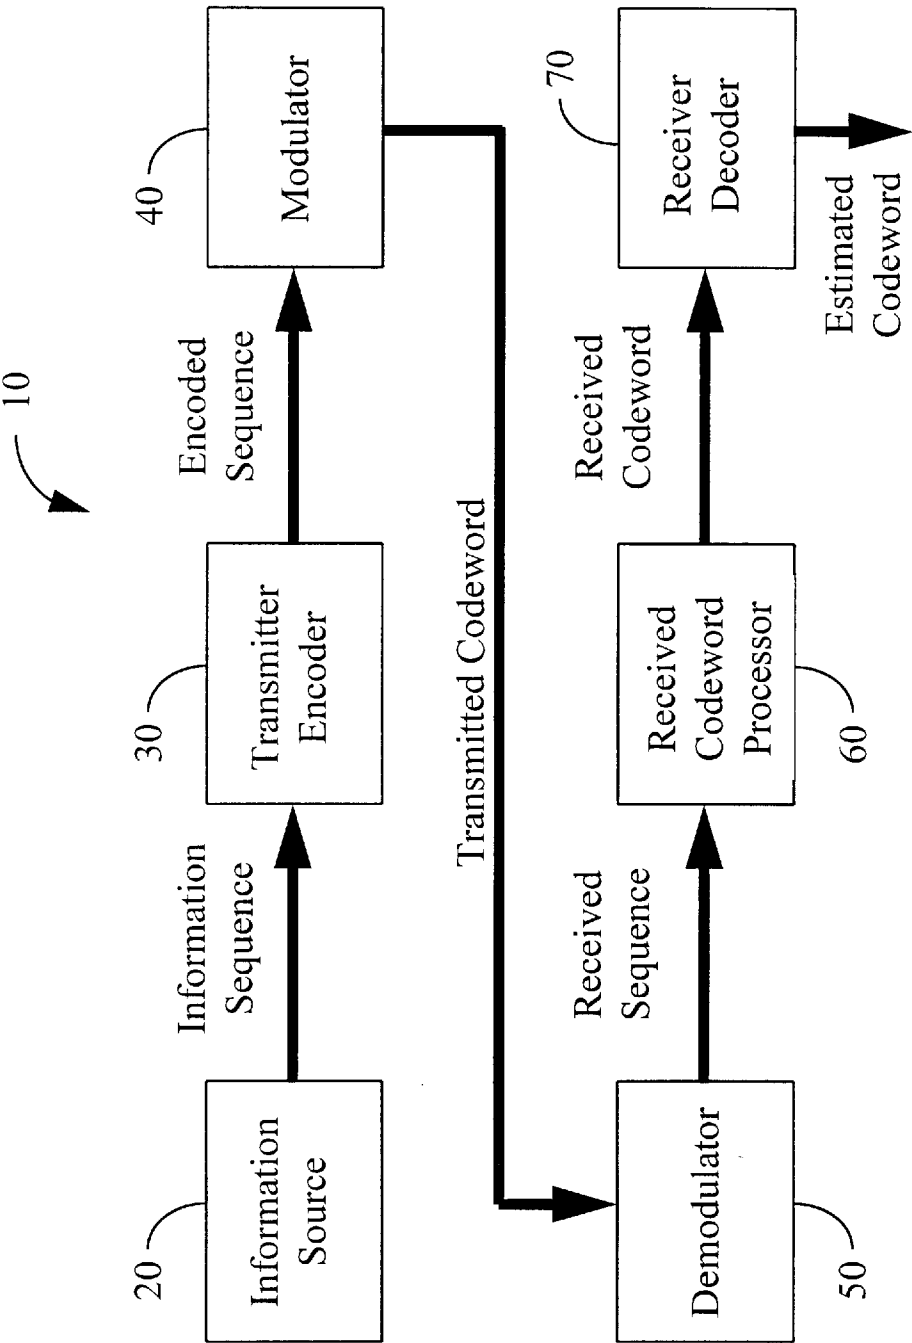 10
20
Information
Source
Information
Sequence
30
Transmitter
Encoder
Encoded
Sequence
40
Modulator
Transmitted Codeword
Demodulator
50
Received
Sequence
Received
Codeword
Processor
60
Received
Codeword
70
Receiver
Decoder
Estimated
Codeword